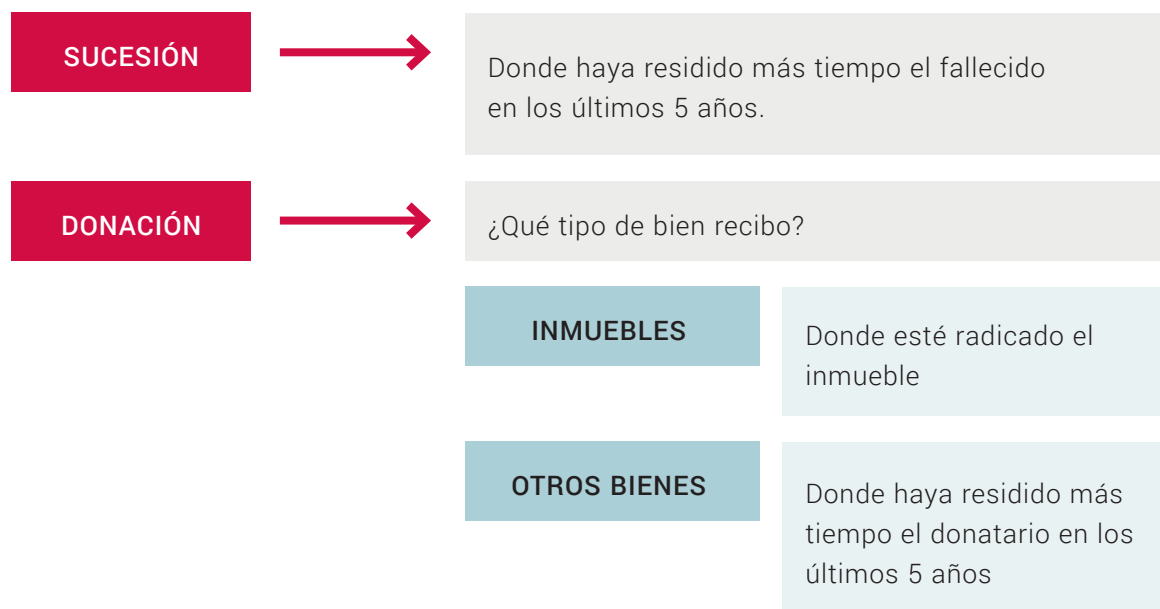 SUCESIÓN
Donde haya residido más tiempo el fallecido
en los últimos 5 años.
DONACIÓN
¿Qué tipo de bien recibo?
INMUEBLES
Donde esté radicado el
inmueble
OTROS BIENES
Donde haya residido más
tiempo el donatario en los
últimos 5 años